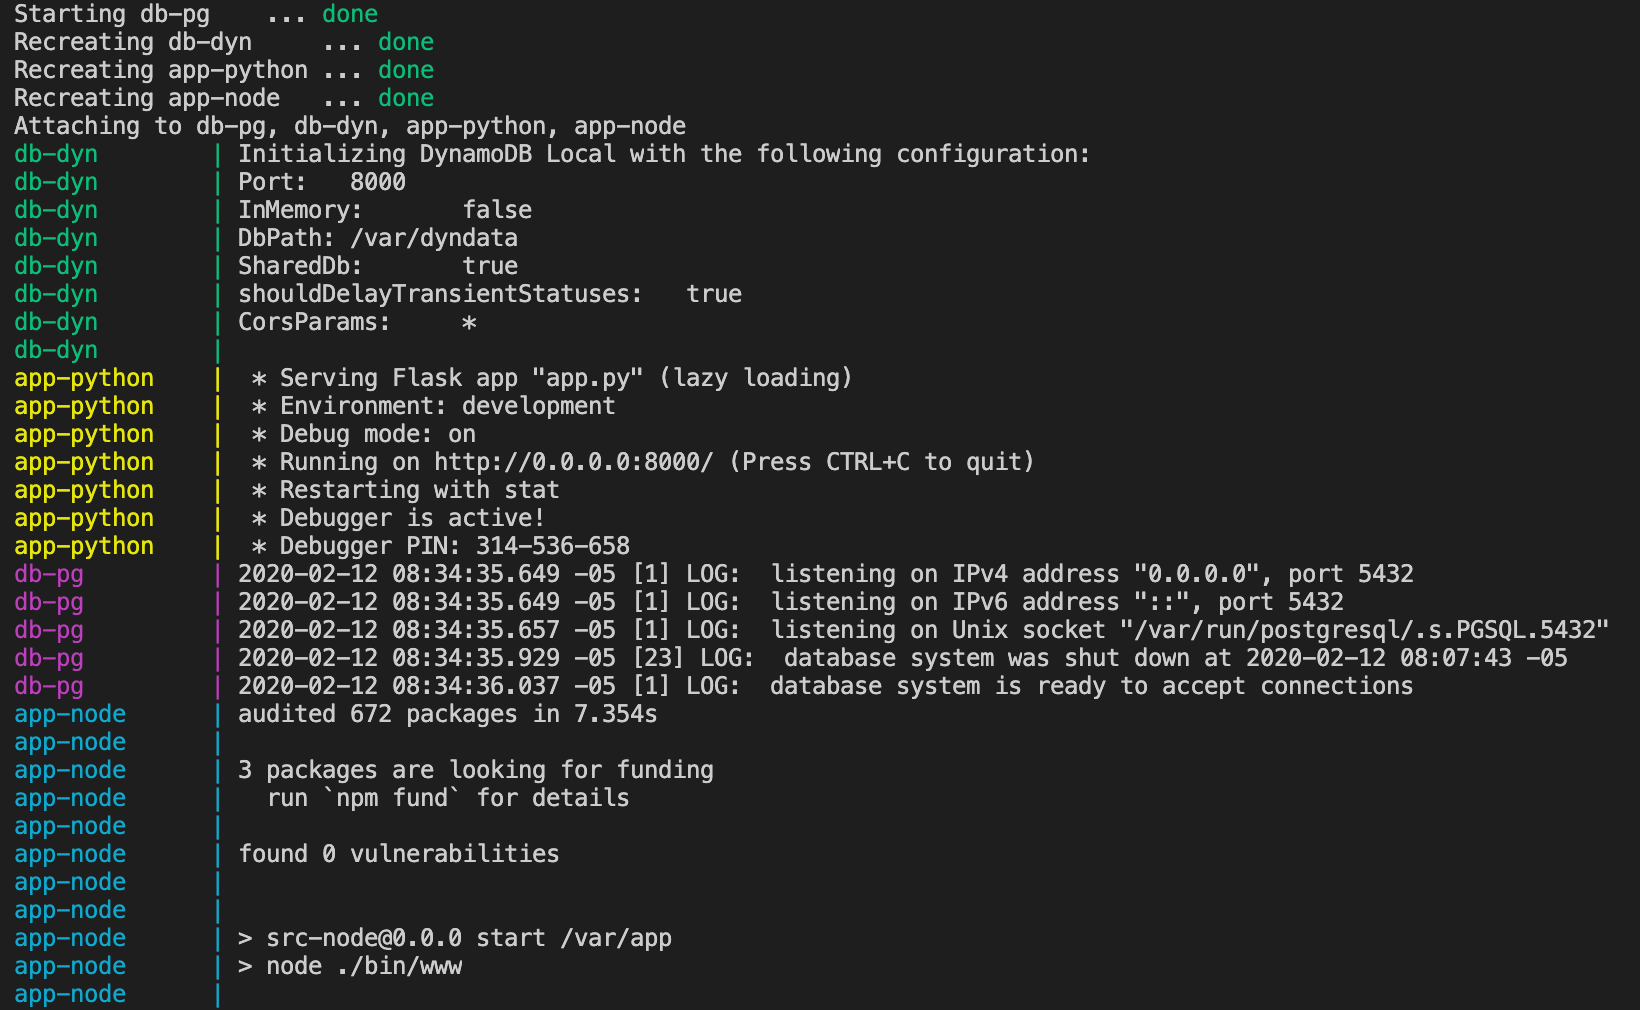 Starting db-pg    ... done
Recreating db-dyn     ... done
Recreating app-python ... done
Recreating app-node   ... done
Attaching to db-pg, db-dyn, app-python, app-node
db-dyn        | Initializing DynamoDB Local with the following configuration:
db-dyn        | Port:   8000
db-dyn        | InMemory:       false
db-dyn        | DbPath: /var/dyndata
db-dyn        | SharedDb:       true
db-dyn        | shouldDelayTransientStatuses:   true
db-dyn        | CorsParams:     *
db-dyn        |
app-python    |  * Serving Flask app "app.py" (lazy loading)
app-python    |  * Environment: development
app-python    |  * Debug mode: on
app-python    |  * Running on http://0.0.0.0:8000/ (Press CTRL+C to quit)
app-python    |  * Restarting with stat
app-python    |  * Debugger is active!
app-python    |  * Debugger PIN: 314-536-658
db-pg         | 2020-02-12 08:34:35.649 -05 [1] LOG:  listening on IPv4 address "0.0.0.0", port 5432
db-pg         | 2020-02-12 08:34:35.649 -05 [1] LOG:  listening on IPv6 address "::", port 5432
db-pg         | 2020-02-12 08:34:35.657 -05 [1] LOG:  listening on Unix socket "/var/run/postgresql/.s.PGSQL.5432"
db-pg         | 2020-02-12 08:34:35.929 -05 [23] LOG:  database system was shut down at 2020-02-12 08:07:43 -05
db-pg         | 2020-02-12 08:34:36.037 -05 [1] LOG:  database system is ready to accept connections
app-node      | audited 672 packages in 7.354s
app-node      |
app-node      | 3 packages are looking for funding
app-node      |   run `npm fund` for details
app-node      |
app-node      | found 0 vulnerabilities
app-node      |
app-node      |
app-node      | > src-node@0.0.0 start /var/app
app-node      | > node ./bin/www
app-node      |